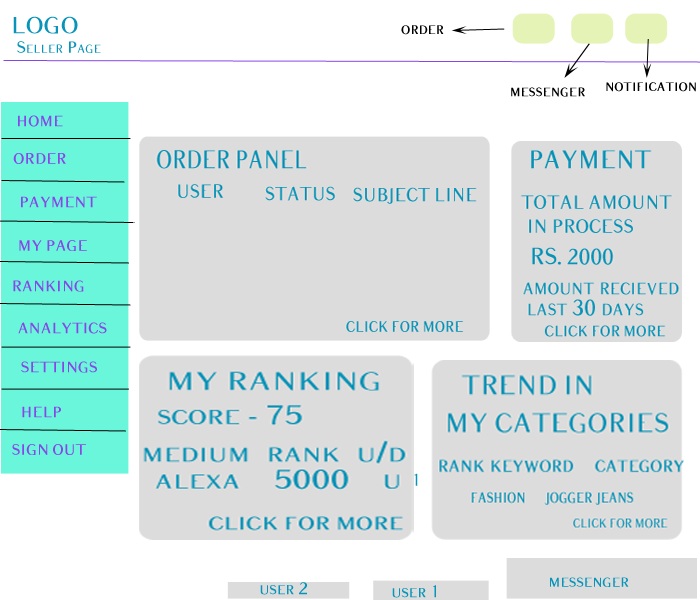 LOGO
SELLER PAGE
ORDER
MESSENGER
NOTIFICATION
HOME
ORDER
PAYMENT
MY PAGE
RANKING
ANALYTICS
SETTINGS
HELP
SIGN OUT
ORDER PANEL
USER STATUS SUBJECT LINE
CLICK FOR MORE
PAYMENT
TOTAL AMOUNT
IN PROCESS
RS. 2000
AMOUNT RECIEVED
LAST 30 DAYS
CLICK FOR MORE
MY RANKING
SCORE - 75
MEDIUM RANK U/D
ALEXA 5000 U 1
CLICK FOR MORE
TREND IN
MY CATEGORIES
RANK KEYWORD CATEGORY
FASHION JOGGER JEANS
CLICK FOR MORE
USER 2
USER 1
MESSENGER